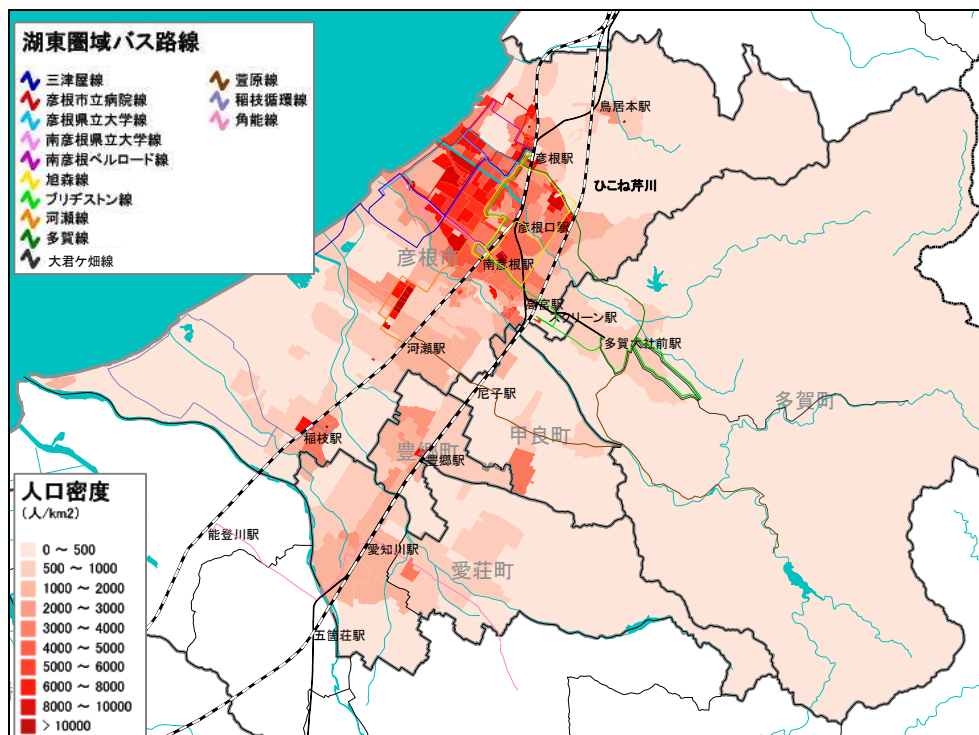 湖東圏域バス路線
三津屋線
彦根市立病院線
彦根県立大学線
南彦根県立大学線
南彦根ベルロード線
旭森線
ブリヂストン線
河瀬線
多賀線
大君ケ畑線
萱原線
稲枝循環線
角能線
鳥居本駅
彦根駅
ひこね芹川
彦根口駅
彦根市
南彦根駅
高宮駅
スクリーン駅
多賀大社前駅
河瀬駅
尼子駅
多賀町
甲良町
稲枝駅
豊郷町
豊郷駅
能登川駅
愛知川駅
愛荘町
五箇荘駅
人口密度
(人/km2)
0 ～ 500
500 ～ 1000
1000 ～ 2000
2000 ～ 3000
3000 ～ 4000
4000 ～ 5000
5000 ～ 6000
6000 ～ 8000
8000 ～ 10000
> 10000